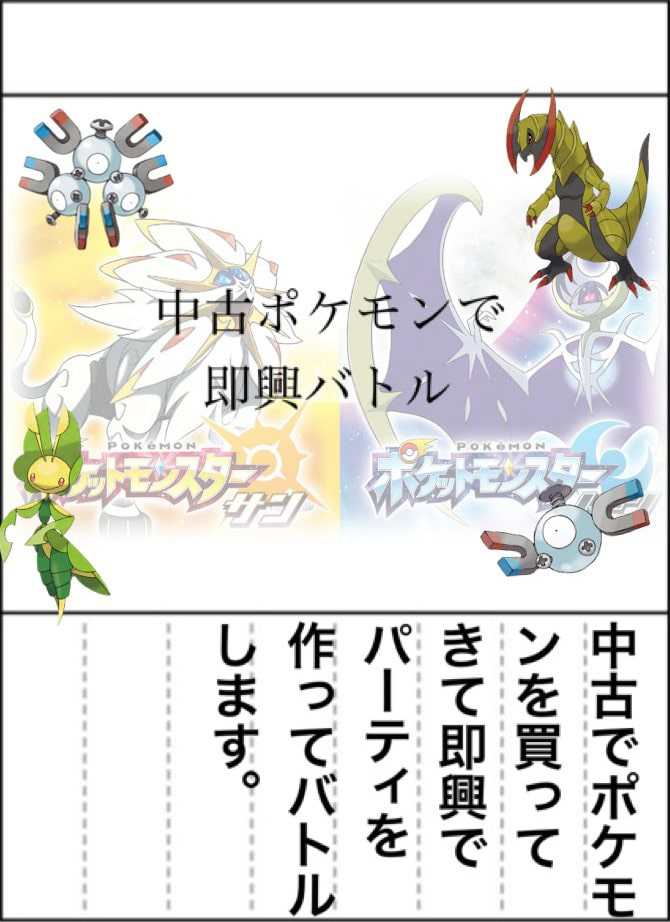 中古ポケモンで
即興バトル
POKéMON
ポケットモンスター
サン
POKéMON
ポケットモンスター
ムーン
中古でポケモ
ンを買って
きて即興で
パーティを
作ってバトル
します。